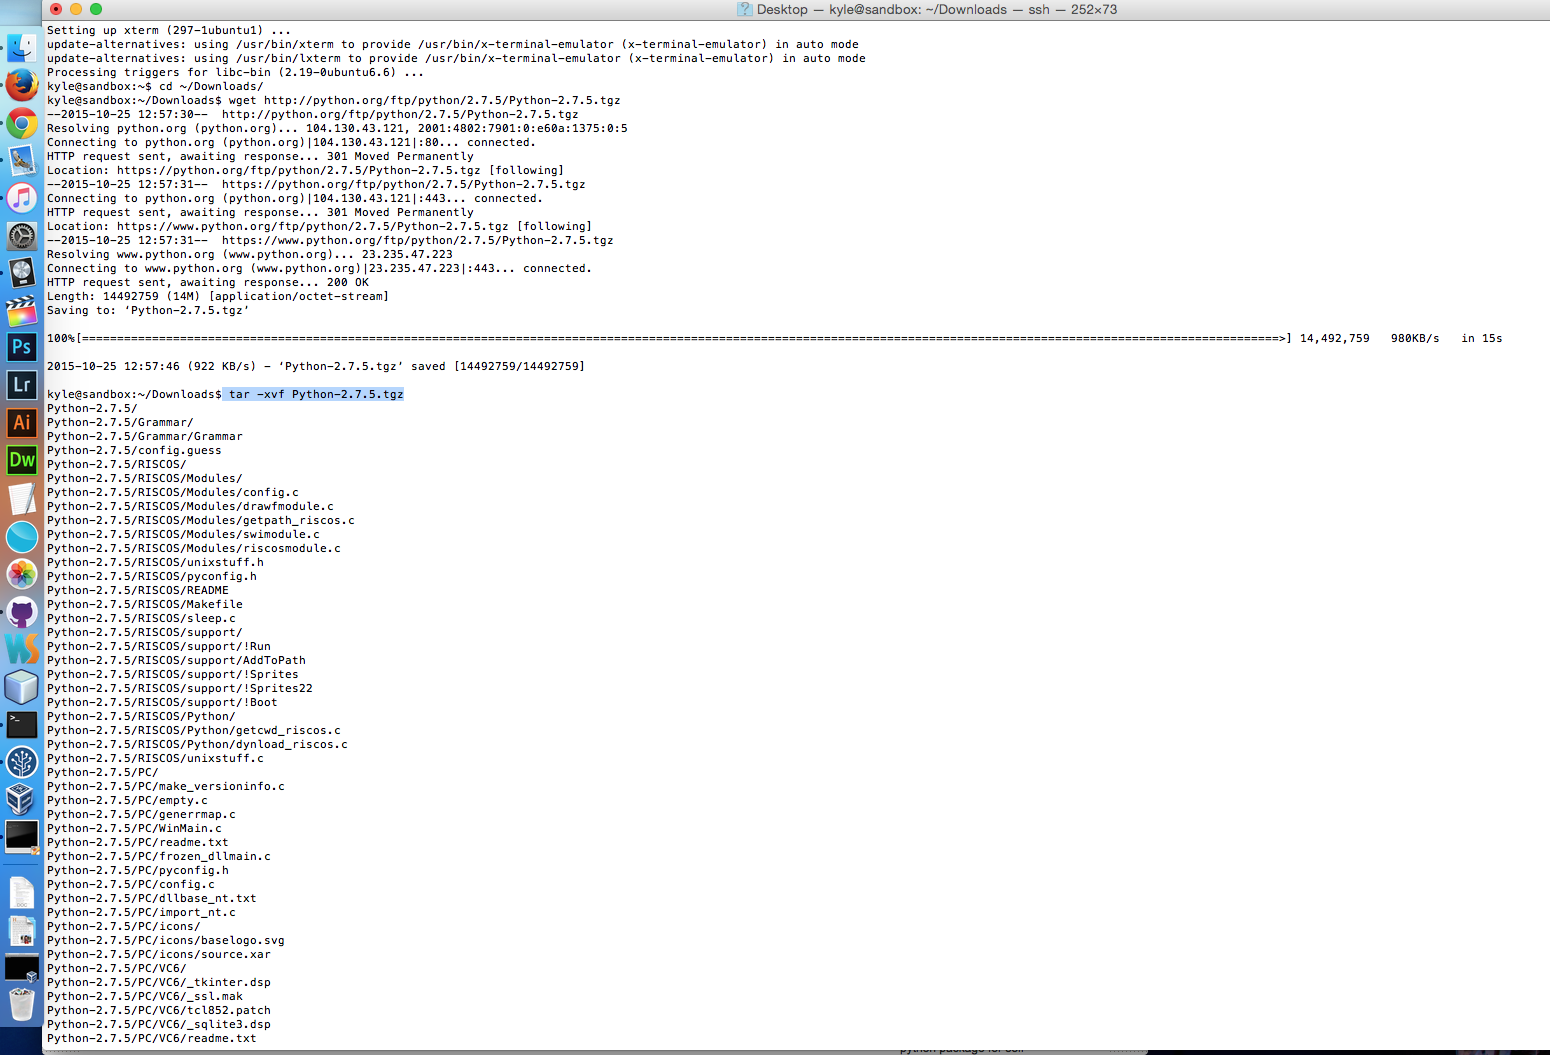 Desktop — kyle@sandbox: ~/Downloads — ssh — 252×73
Setting up xterm (297-1ubuntu1) ...
update-alternatives: using /usr/bin/xterm to provide /usr/bin/x-terminal-emulator (x-terminal-emulator) in auto mode
update-alternatives: using /usr/bin/lxterm to provide /usr/bin/x-terminal-emulator (x-terminal-emulator) in auto mode
Processing triggers for libc-bin (2.19-0ubuntu6.6) ...
kyle@sandbox:~$ cd ~/Downloads/
kyle@sandbox:~/Downloads$ wget http://python.org/ftp/python/2.7.5/Python-2.7.5.tgz
--2015-10-25 12:57:30--  http://python.org/ftp/python/2.7.5/Python-2.7.5.tgz
Resolving python.org (python.org)... 104.130.43.121, 2001:4802:7901:0:e60a:1375:0:5
Connecting to python.org (python.org)|104.130.43.121|:80... connected.
HTTP request sent, awaiting response... 301 Moved Permanently
Location: https://python.org/ftp/python/2.7.5/Python-2.7.5.tgz [following]
--2015-10-25 12:57:31--  https://python.org/ftp/python/2.7.5/Python-2.7.5.tgz
Connecting to python.org (python.org)|104.130.43.121|:443... connected.
HTTP request sent, awaiting response... 301 Moved Permanently
Location: https://www.python.org/ftp/python/2.7.5/Python-2.7.5.tgz [following]
--2015-10-25 12:57:31--  https://www.python.org/ftp/python/2.7.5/Python-2.7.5.tgz
Resolving www.python.org (www.python.org)... 23.235.47.223
Connecting to www.python.org (www.python.org)|23.235.47.223|:443... connected.
HTTP request sent, awaiting response... 200 OK
Length: 14492759 (14M) [application/octet-stream]
Saving to: ‘Python-2.7.5.tgz’
100%[===========================================================================================================================================================================>] 14,492,759   980KB/s   in 15s
2015-10-25 12:57:46 (922 KB/s) - ‘Python-2.7.5.tgz’ saved [14492759/14492759]
kyle@sandbox:~/Downloads$ tar -xvf Python-2.7.5.tgz
Python-2.7.5/
Python-2.7.5/Grammar/
Python-2.7.5/Grammar/Grammar
Python-2.7.5/config.guess
Python-2.7.5/RISCOS/
Python-2.7.5/RISCOS/Modules/
Python-2.7.5/RISCOS/Modules/config.c
Python-2.7.5/RISCOS/Modules/drawfmodule.c
Python-2.7.5/RISCOS/Modules/getpath_riscos.c
Python-2.7.5/RISCOS/Modules/swimodule.c
Python-2.7.5/RISCOS/Modules/riscosmodule.c
Python-2.7.5/RISCOS/unixstuff.h
Python-2.7.5/RISCOS/pyconfig.h
Python-2.7.5/RISCOS/README
Python-2.7.5/RISCOS/Makefile
Python-2.7.5/RISCOS/sleep.c
Python-2.7.5/RISCOS/support/
Python-2.7.5/RISCOS/support/!Run
Python-2.7.5/RISCOS/support/AddToPath
Python-2.7.5/RISCOS/support/!Sprites
Python-2.7.5/RISCOS/support/!Sprites22
Python-2.7.5/RISCOS/support/!Boot
Python-2.7.5/RISCOS/Python/
Python-2.7.5/RISCOS/Python/getcwd_riscos.c
Python-2.7.5/RISCOS/Python/dynload_riscos.c
Python-2.7.5/RISCOS/unixstuff.c
Python-2.7.5/PC/
Python-2.7.5/PC/make_versioninfo.c
Python-2.7.5/PC/empty.c
Python-2.7.5/PC/generrmap.c
Python-2.7.5/PC/WinMain.c
Python-2.7.5/PC/readme.txt
Python-2.7.5/PC/frozen_dllmain.c
Python-2.7.5/PC/pyconfig.h
Python-2.7.5/PC/config.c
Python-2.7.5/PC/dllbase_nt.txt
Python-2.7.5/PC/import_nt.c
Python-2.7.5/PC/icons/
Python-2.7.5/PC/icons/baselogo.svg
Python-2.7.5/PC/icons/source.xar
Python-2.7.5/PC/VC6/
Python-2.7.5/PC/VC6/_tkinter.dsp
Python-2.7.5/PC/VC6/_ssl.mak
Python-2.7.5/PC/VC6/tcl852.patch
Python-2.7.5/PC/VC6/_sqlite3.dsp
Python-2.7.5/PC/VC6/readme.txt
Ps
Lr
Ai
Dw
WS